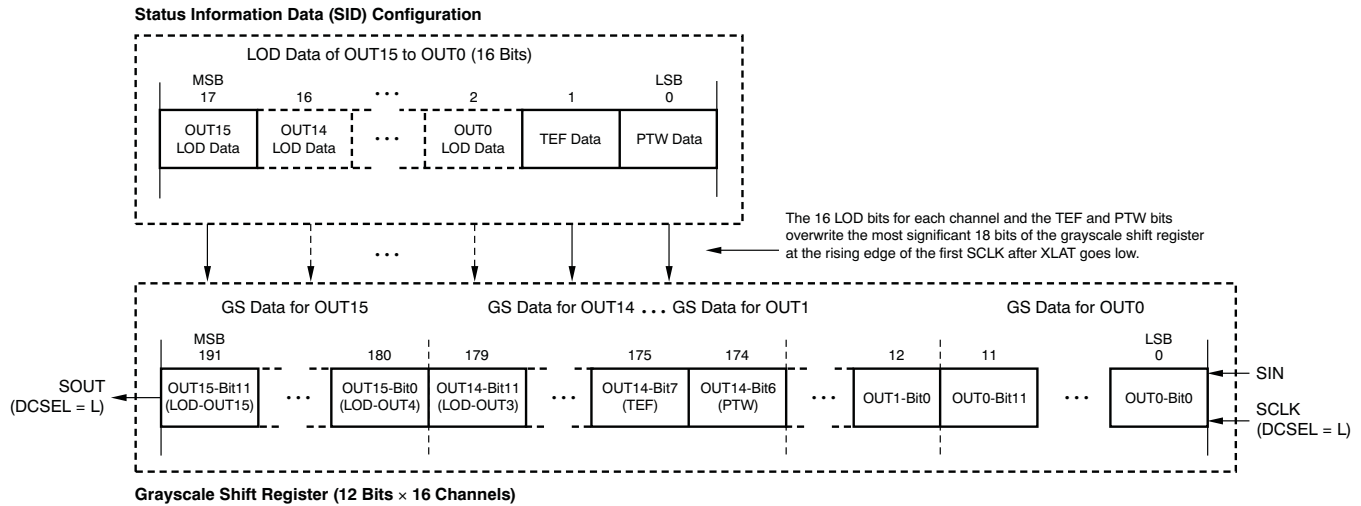 Status Information Data (SID) Configuration
LOD Data of OUT15 to OUT0 (16 Bits)
MSB
LSB
17
16
•••
2
1
0
OUT15
LOD Data
OUT14
LOD Data
•••
OUT0
LOD Data
TEF Data
PTW Data
The 16 LOD bits for each channel and the TEF and PTW bits
overwrite the most significant 18 bits of the grayscale shift register
at the rising edge of the first SCLK after XLAT goes low.
•••
GS Data for OUT15
GS Data for OUT14 ••• GS Data for OUT1
GS Data for OUT0
MSB
LSB
191
180
179
175
174
12
11
0
SOUT
(DCSEL = L)
OUT15-Bit11
(LOD-OUT15)
•••
OUT15-Bit0
(LOD-OUT4)
OUT14-Bit11
(LOD-OUT3)
•••
OUT14-Bit7
(TEF)
OUT14-Bit6
(PTW)
•••
OUT1-Bit0
OUT0-Bit11
•••
OUT0-Bit0
SIN
SCLK
(DCSEL = L)
Grayscale Shift Register (12 Bits × 16 Channels)